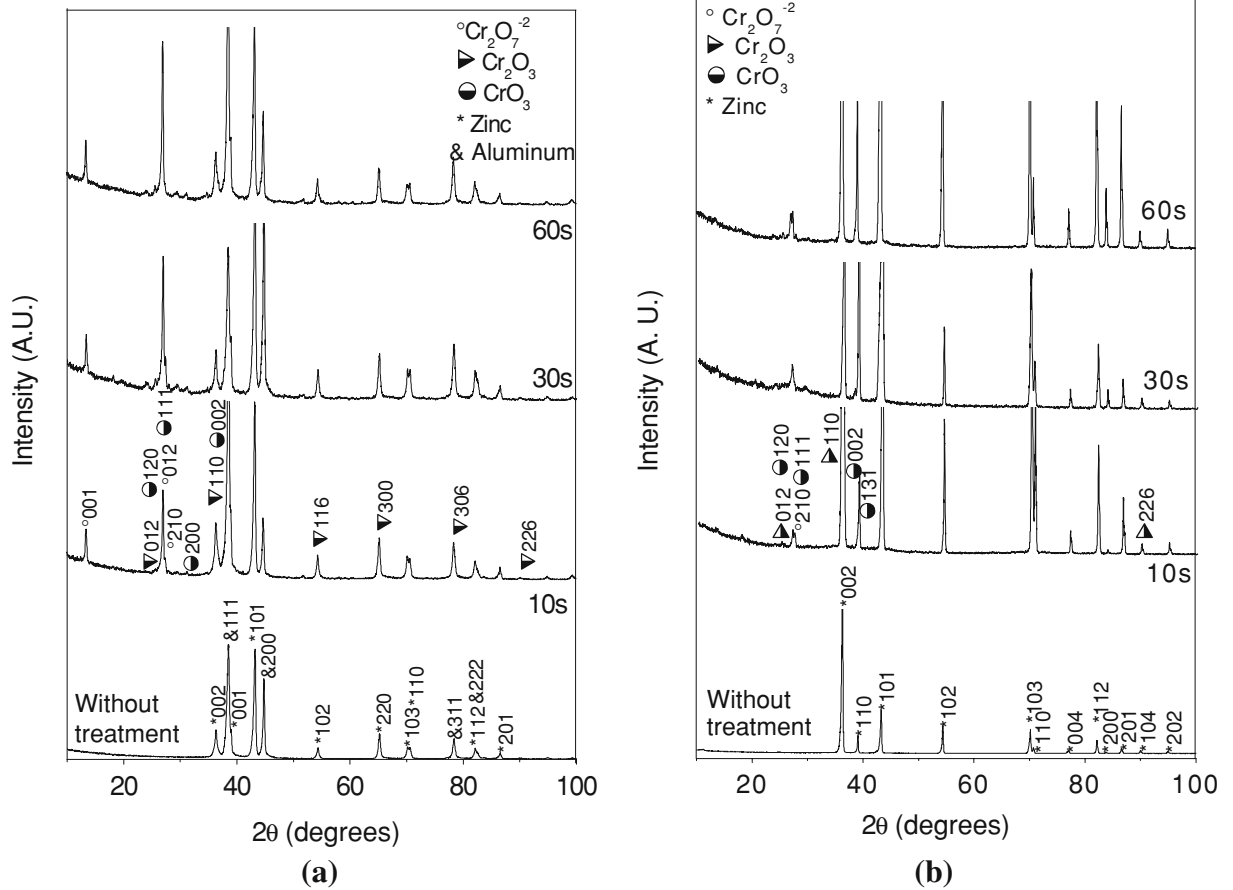 °Cr2O7-2
Cr2O3
CrO3
* Zinc
& Aluminum
60s
30s
111
002
120
°012
110
°001
012
°210
200
116
300
306
226
10s
&111
*101
&200
Without
treatment
*002
*001
*102
*220
*103
*110
&311
*112
&222
*201
20
40
60
80
100
2θ (degrees)
Intensity (A.U.)
(a)
° Cr2O7-2
Cr2O3
CrO3
* Zinc
60s
30s
120
111
110
002
131
012
°210
226
10s
*002
Without
treatment
*110
*101
*102
*103
*110
*004
*112
*200
*201
*104
*202
20
40
60
80
100
2θ (degrees)
Intensity (A. U.)
(b)